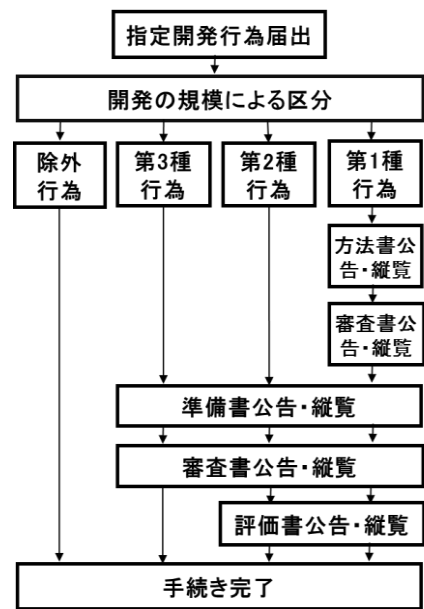 指定開発行為届出
開発の規模による区分
除外
行為
第3種
行為
第2種
行為
第1種
行為
方法書公
告・縦覧
審査書公
告・縦覧
準備書公告・縦覧
審査書公告・縦覧
評価書公告・縦覧
手続き完了